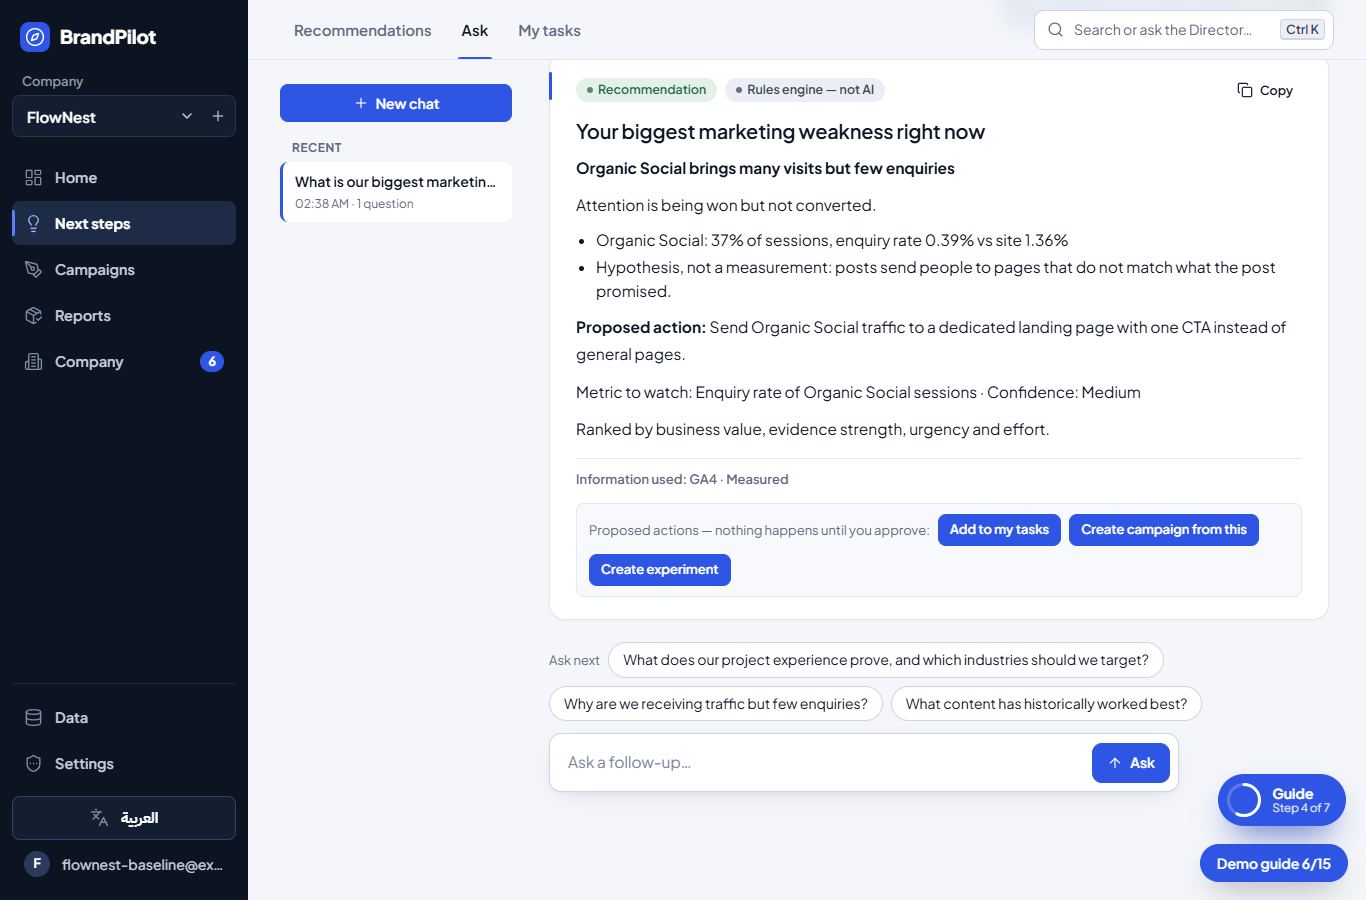 BrandPilot
Company
FlowNest
Home
Next steps
Campaigns
Reports
Company
6
Data
Settings
العربية
F
flownest-baseline@ex...
Recommendations
Ask
My tasks
Search or ask the Director...
Ctrl K
New chat
RECENT
What is our biggest marketin...
02:38 AM · 1 question
Recommendation
Rules engine — not AI
Copy
Your biggest marketing weakness right now
Organic Social brings many visits but few enquiries
Attention is being won but not converted.
• Organic Social: 37% of sessions, enquiry rate 0.39% vs site 1.36%
• Hypothesis, not a measurement: posts send people to pages that do not match what the post
promised.
Proposed action: Send Organic Social traffic to a dedicated landing page with one CTA instead of
general pages.
Metric to watch: Enquiry rate of Organic Social sessions · Confidence: Medium
Ranked by business value, evidence strength, urgency and effort.
Information used: GA4 · Measured
Proposed actions — nothing happens until you approve:
Add to my tasks
Create campaign from this
Create experiment
Ask next
What does our project experience prove, and which industries should we target?
Why are we receiving traffic but few enquiries?
What content has historically worked best?
Ask a follow-up...
Ask
Guide
Step 4 of 7
Demo guide 6/15